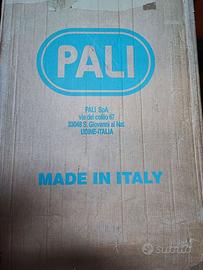 PALI
PALI SpA
via del collio 67
33048 S. Giovanni al Nat.
UDINE-ITALIA
MADE IN ITALY
subito